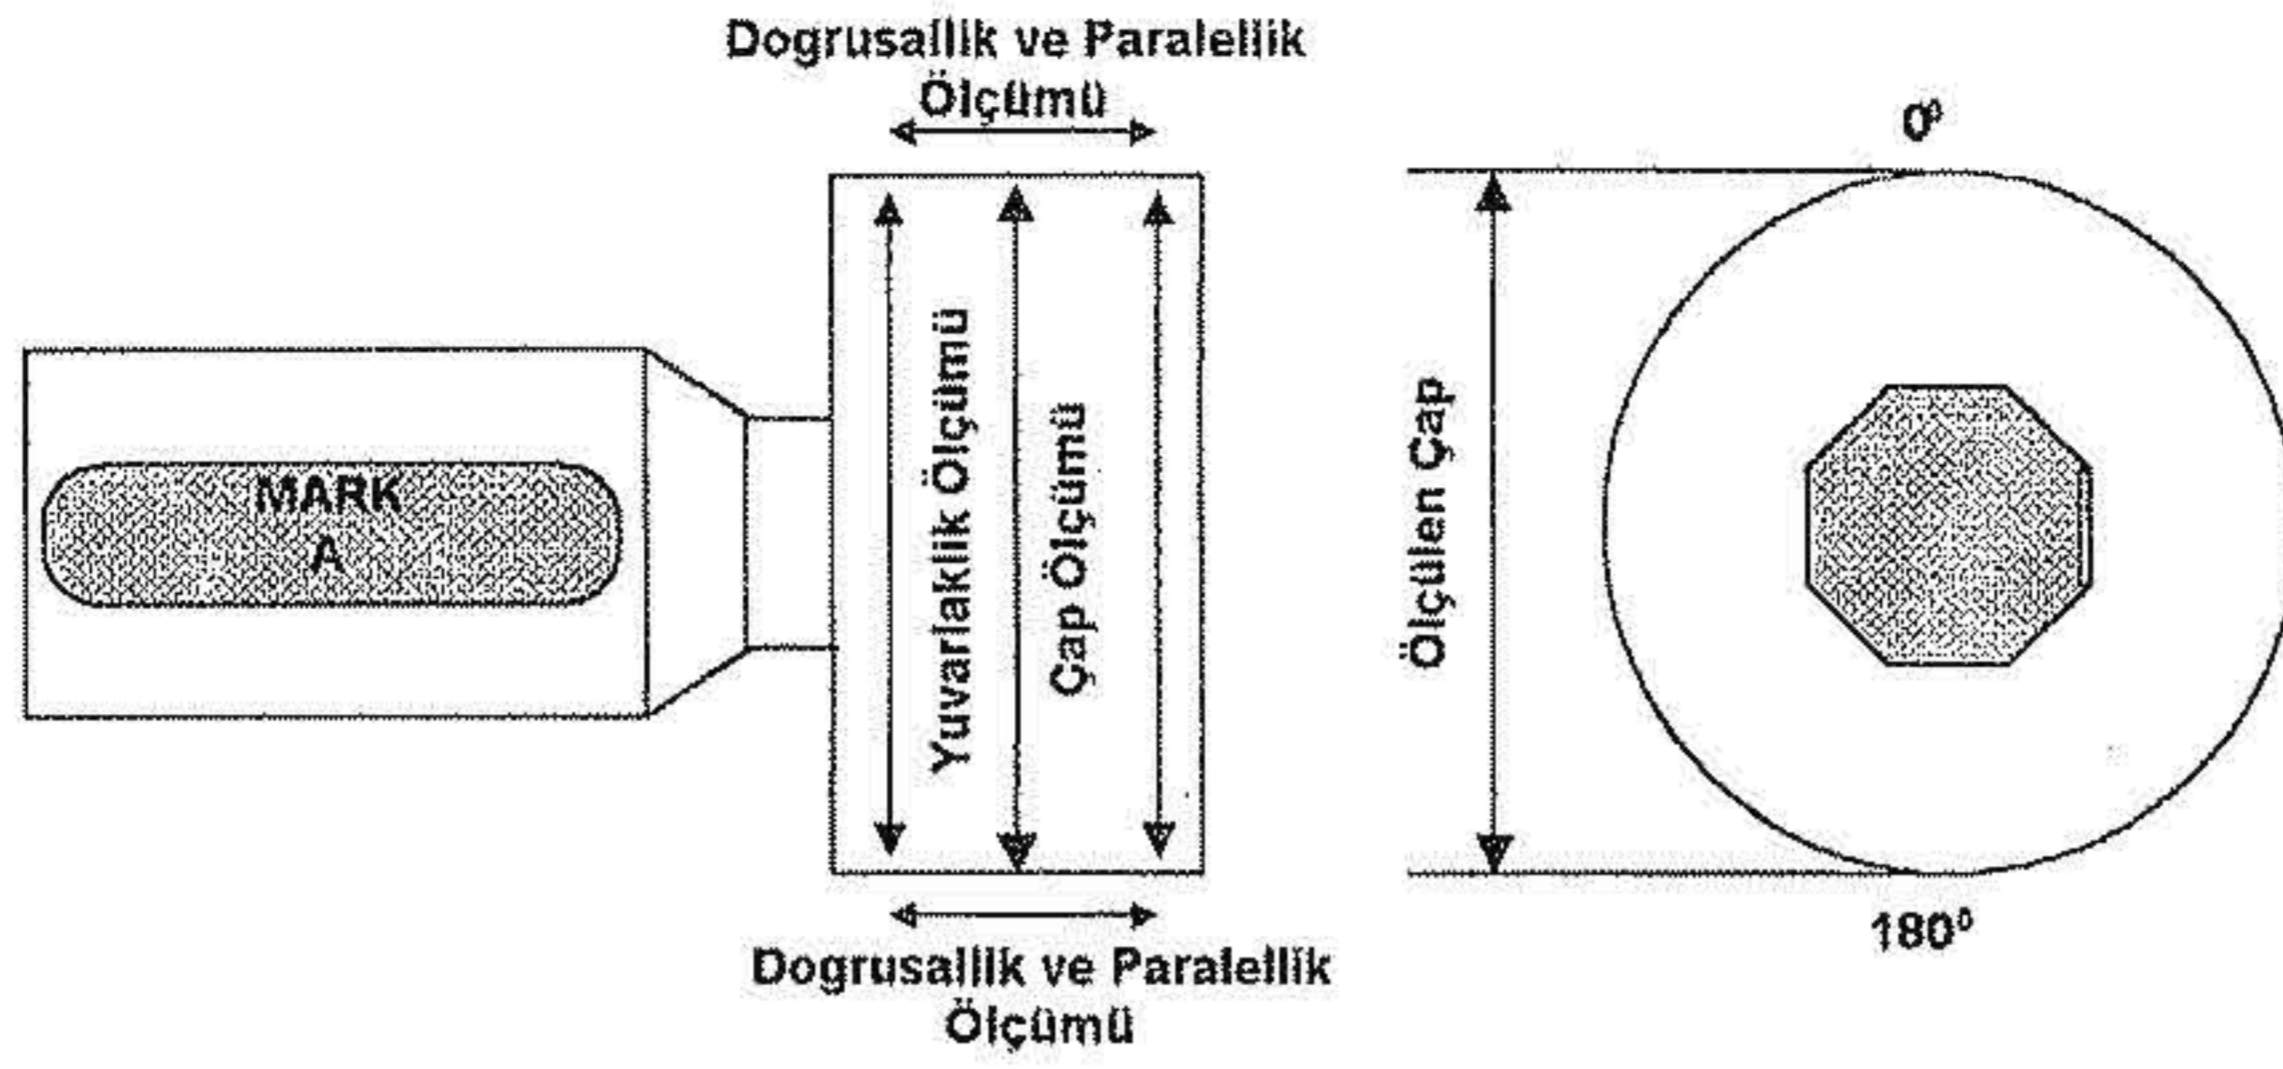 Dogrusallik ve Paralellik
Ölçümü
MARK
A
Yuvarlaklik Ölçümü
Çap Ölçümü
Dogrusallik ve Paralellik
Ölçümü
0⁰
Ölçülen Çap
180⁰